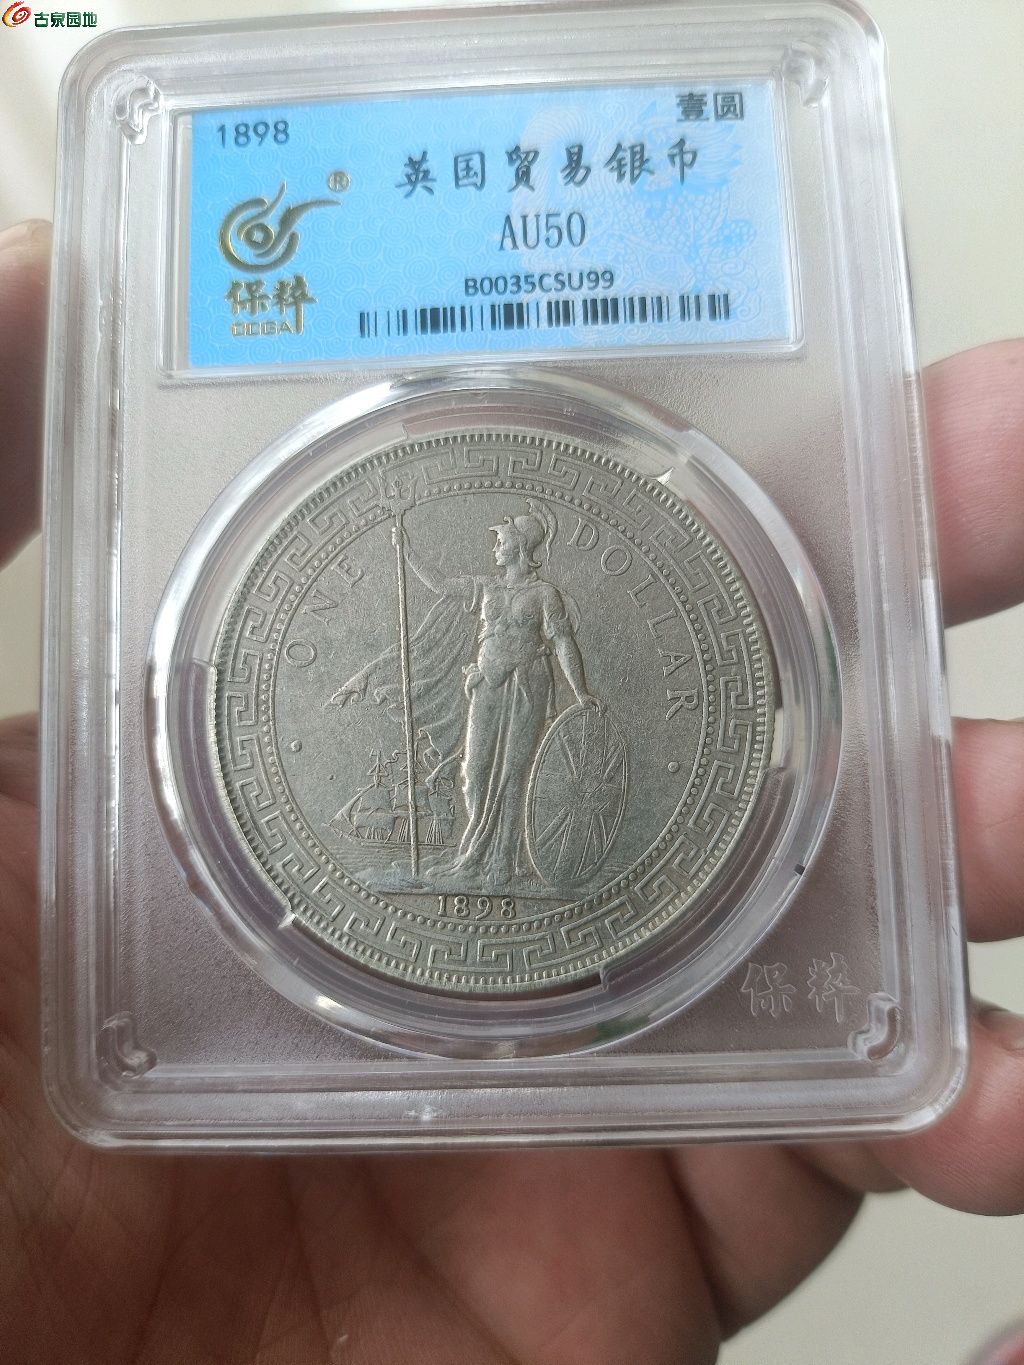 古泉园地
1898
壹圆
英国贸易银币
®
AU50
保粹
CCGA
B0035CSU99
ONE DOLLAR
1898
保粹